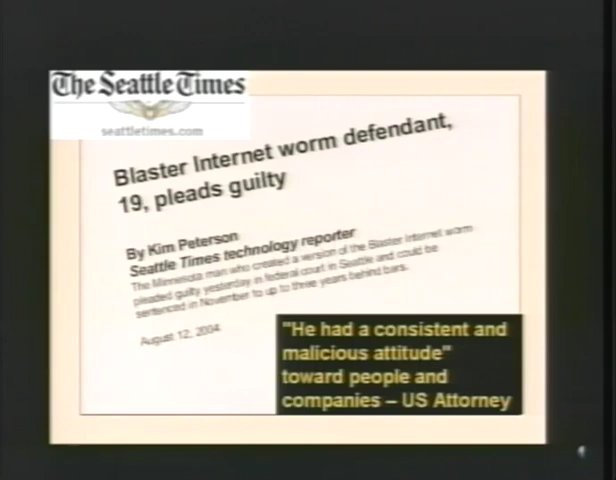 The Seattle Times
seattletimes.com
Blaster Internet worm defendant,
19, pleads guilty
By Kim Peterson
Seattle Times technology reporter
The Minnesota man who created a version of the Blaster Internet worm
pleaded guilty yesterday in federal court in Seattle and could be
sentenced in November to up to three years behind bars.
August 12, 2004
"He had a consistent and
malicious attitude"
toward people and
companies – US Attorney